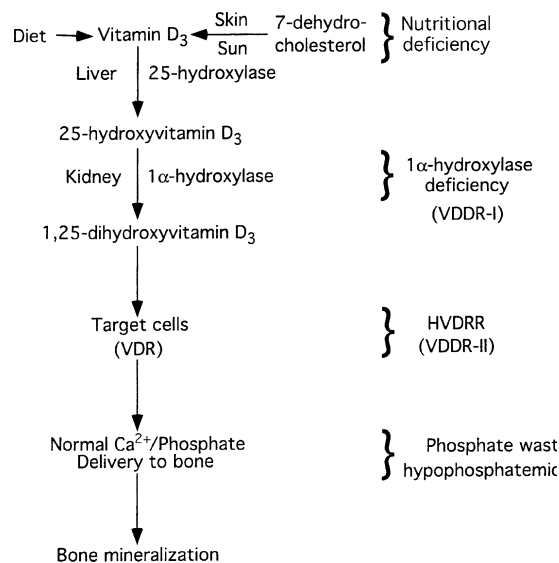 Diet
Vitamin D3
Skin
Sun
7-dehydro-
cholesterol
} Nutritional
deficiency
Liver
25-hydroxylase
25-hydroxyvitamin D3
Kidney
1α-hydroxylase
} 1α-hydroxylase
deficiency
(VDDR-I)
1,25-dihydroxyvitamin D3
Target cells
(VDR)
} HVDRR
(VDDR-II)
Normal Ca2+/Phosphate
Delivery to bone
} Phosphate wast
hypophosphatemic
Bone mineralization